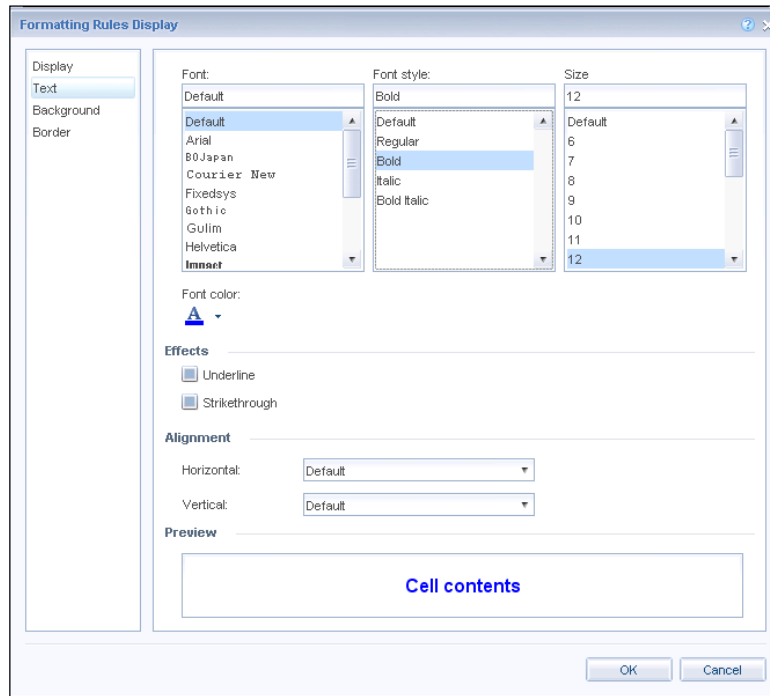 Formatting Rules Display
Display
Text
Background
Border
Font:
Default
Default
Arial
BOJapan
Courier New
Fixedsys
Gothic
Gulim
Helvetica
Impact
Font style:
Bold
Default
Regular
Bold
Italic
Bold Italic
Size
12
Default
6
7
8
9
10
11
12
Font color:
A
Effects
Underline
Strikethrough
Alignment
Horizontal:
Default
Vertical:
Default
Preview
Cell contents
OK
Cancel